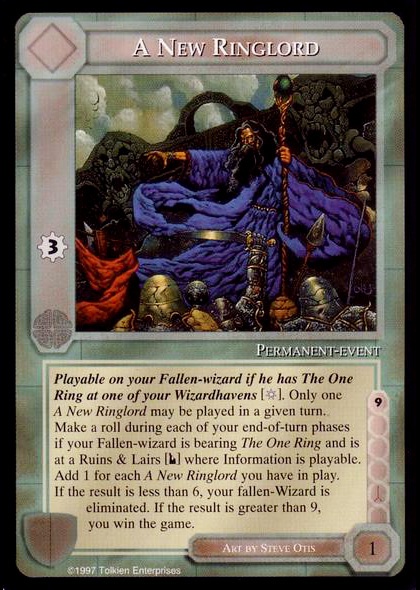 A New Ringlord
3
Permanent-event
Playable on your Fallen-wizard if he has The One
Ring at one of your Wizardhavens [ ]. Only one
A New Ringlord may be played in a given turn.
Make a roll during each of your end-of-turn phases
if your Fallen-wizard is bearing The One Ring and is
at a Ruins & Lairs [ ] where Information is playable.
Add 1 for each A New Ringlord you have in play.
If the result is less than 6, your fallen-Wizard is
eliminated. If the result is greater than 9,
you win the game.
9
Art by Steve Otis
1
©1997 Tolkien Enterprises